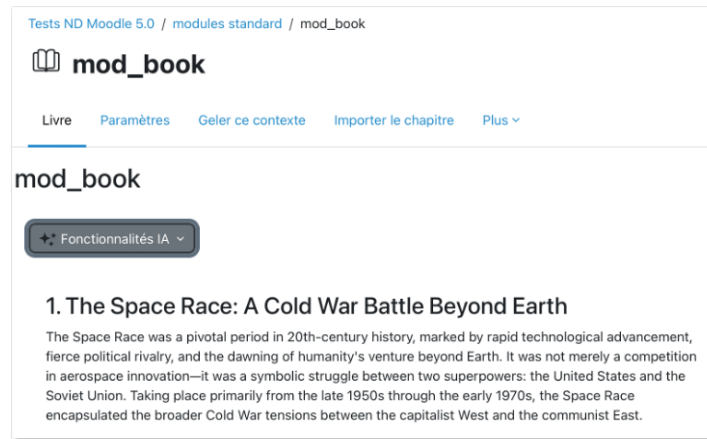 Tests ND Moodle 5.0 / modules standard / mod_book
mod_book
Livre Paramètres Geler ce contexte Importer le chapitre Plus
mod_book
Fonctionnalités IA
1. The Space Race: A Cold War Battle Beyond Earth
The Space Race was a pivotal period in 20th-century history, marked by rapid technological advancement,
fierce political rivalry, and the dawning of humanity's venture beyond Earth. It was not merely a competition
in aerospace innovation—it was a symbolic struggle between two superpowers: the United States and the
Soviet Union. Taking place primarily from the late 1950s through the early 1970s, the Space Race
encapsulated the broader Cold War tensions between the capitalist West and the communist East.